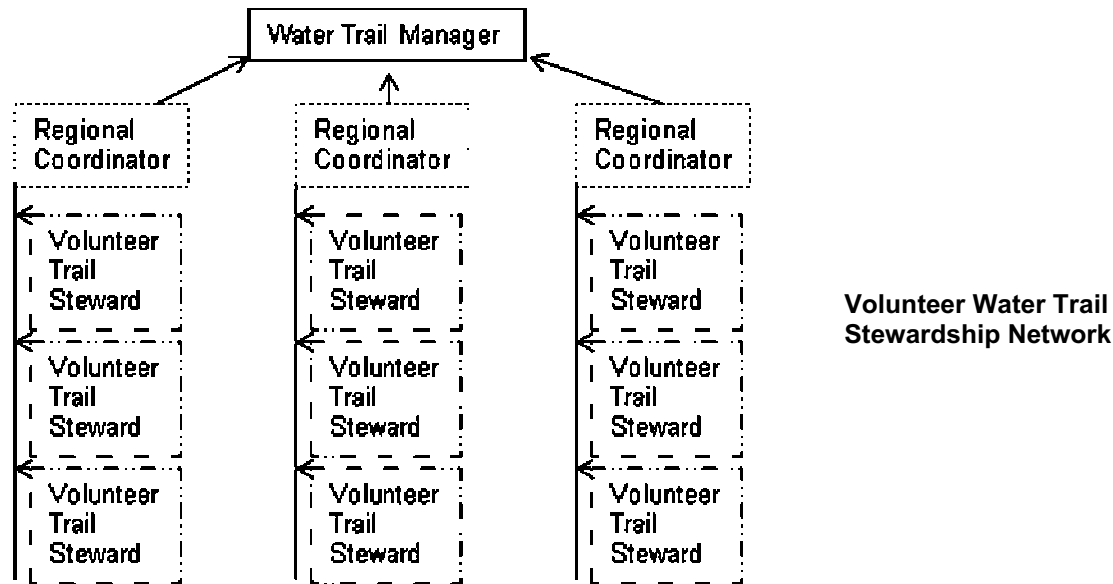 Water Trail Manager
Regional
Coordinator
Volunteer
Trail
Steward
Volunteer
Trail
Steward
Volunteer
Trail
Steward
Regional
Coordinator
Volunteer
Trail
Steward
Volunteer
Trail
Steward
Volunteer
Trail
Steward
Regional
Coordinator
Volunteer
Trail
Steward
Volunteer
Trail
Steward
Volunteer
Trail
Steward
Volunteer Water Trail
Stewardship Network